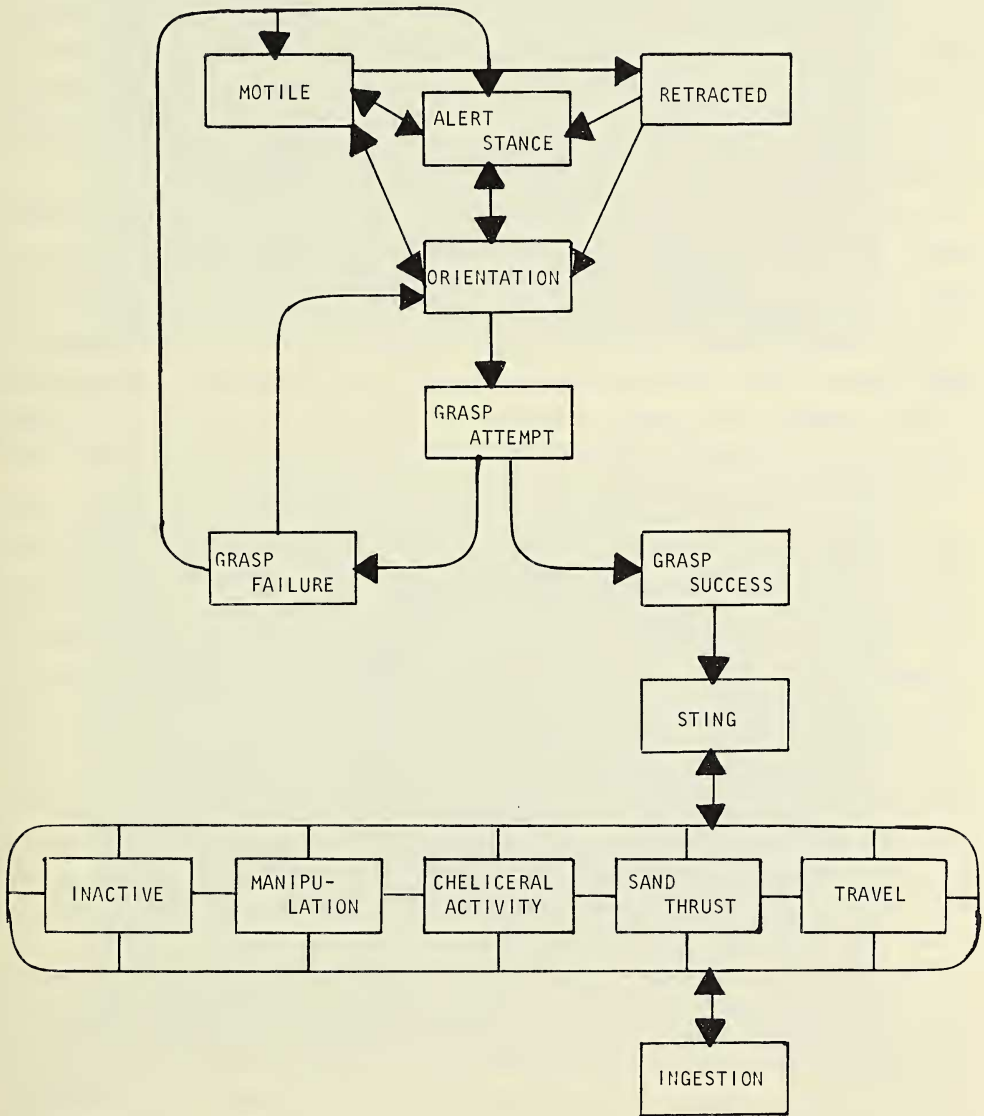 MOTILE
ALERT
STANCE
RETRACTED
ORIENTATION
GRASP
ATTEMPT
GRASP
FAILURE
GRASP
SUCCESS
STING
INACTIVE
MANIPU-
LATION
CHELICERAL
ACTIVITY
SAND
THRUST
TRAVEL
INGESTION